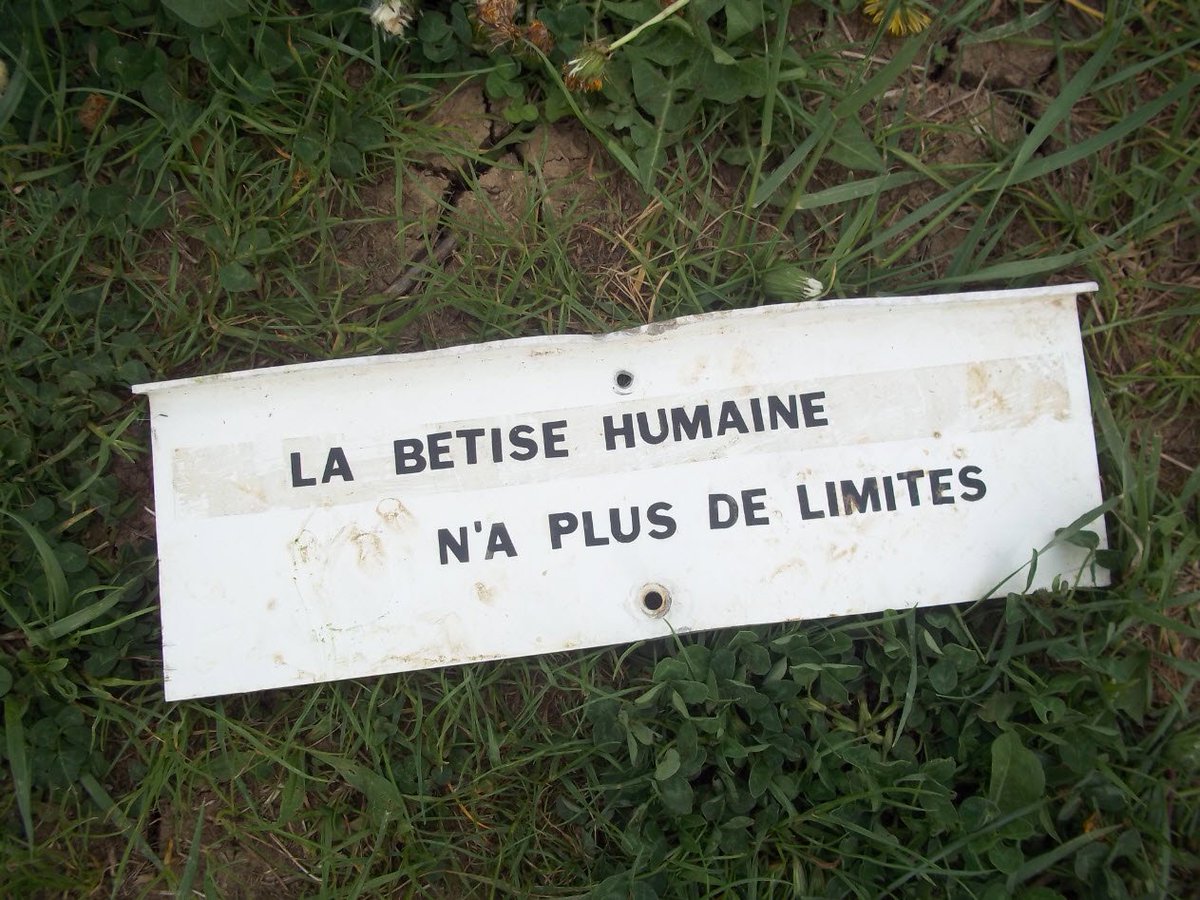 LA BETISE HUMAINE
N'A PLUS DE LIMITES